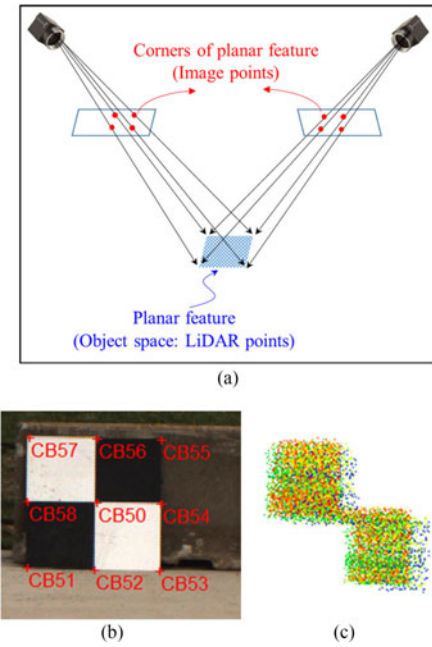 Corners of planar feature
(Image points)
Planar feature
(Object space: LiDAR points)
(a)
CB57 CB56 CB55
CB58 CB50 CB54
CB51 CB52 CB53
(b) (c)